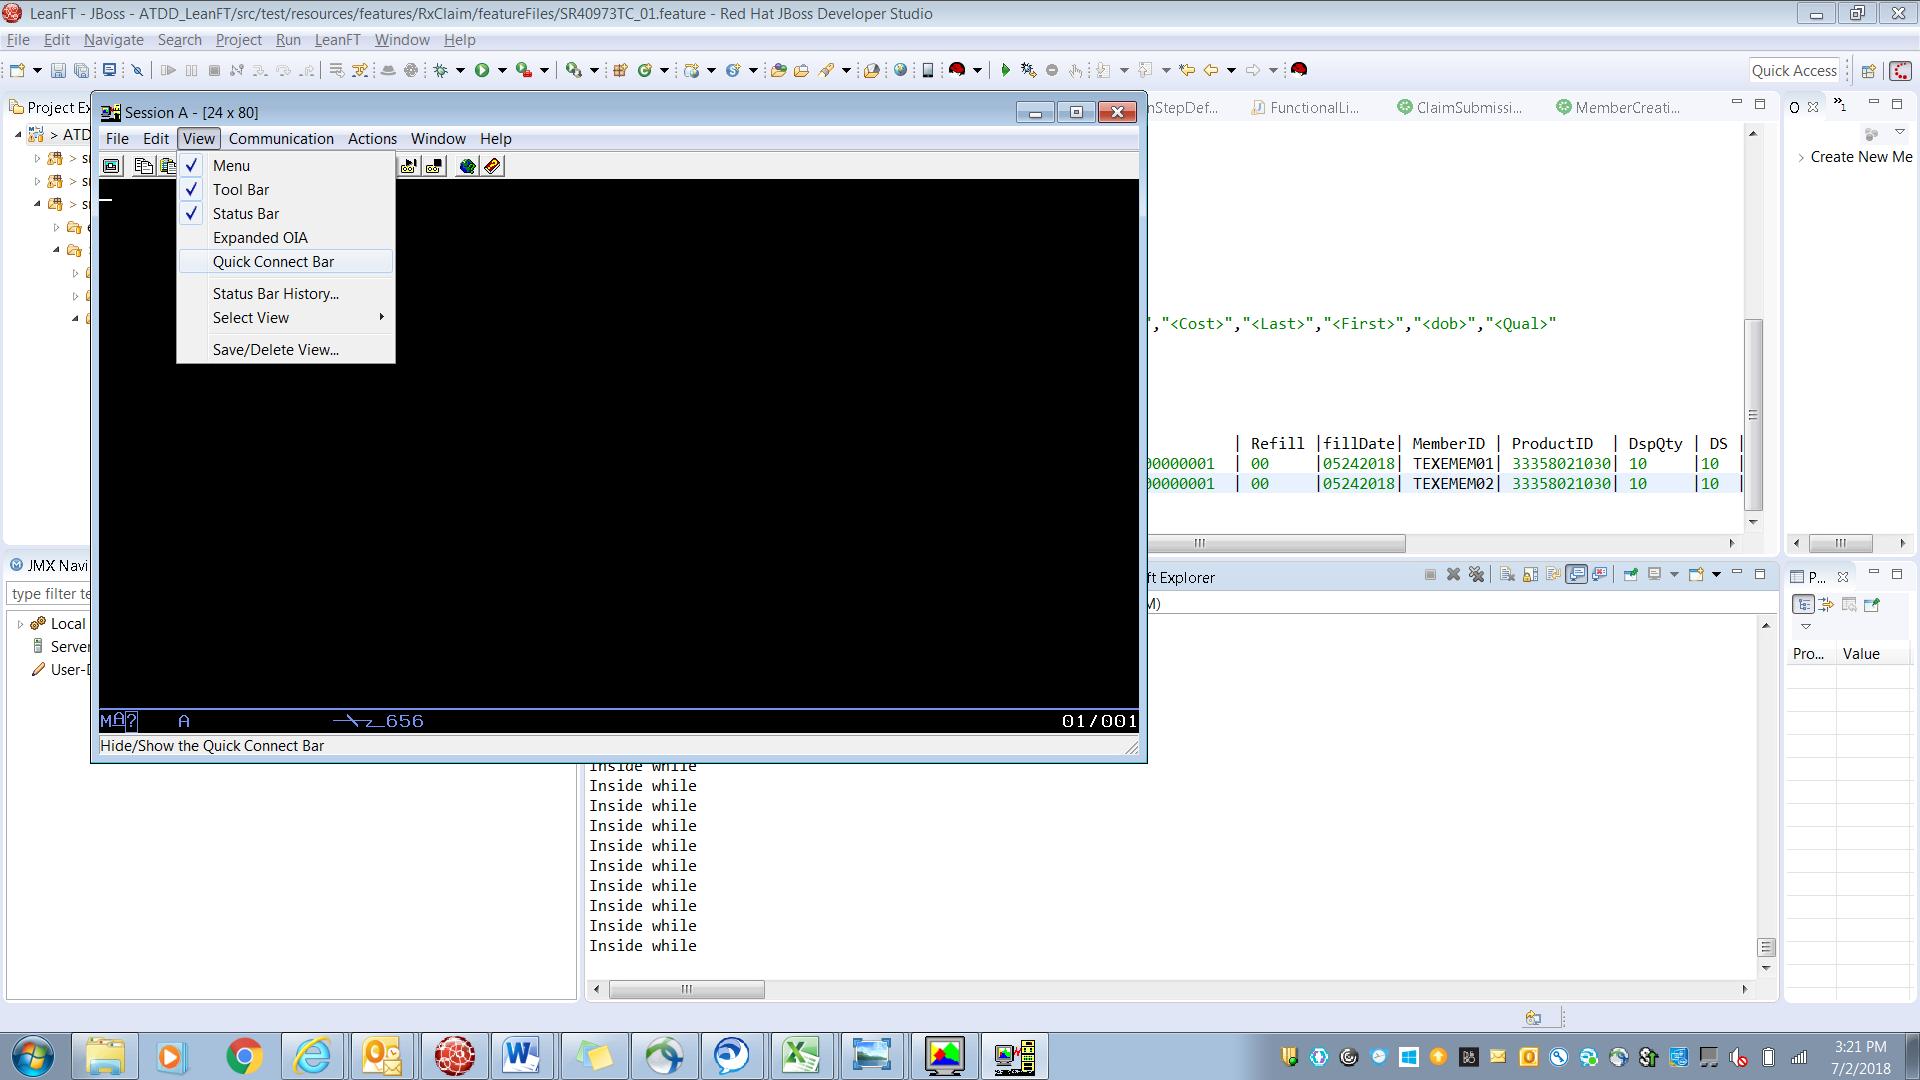 LeanFT - JBoss - ATDD_LeanFT/src/test/resources/features/RxClaim/featureFiles/SR40973TC_01.feature - Red Hat JBoss Developer Studio
File Edit Navigate Search Project Run LeanFT Window Help
Quick Access
Project Ex
nStepDef...
FunctionalLi...
ClaimSubmissi...
MemberCreati...
> ATD
Create New Me
Session A - [24 x 80]
File Edit View Communication Actions Window Help
Menu
Tool Bar
Status Bar
Expanded OIA
Quick Connect Bar
Status Bar History...
Select View
Save/Delete View...
","<Cost>","<Last>","<First>","<dob>","<Qual>"
| Refill |fillDate| MemberID | ProductID | DspQty | DS |
00000001 | 00 |05242018| TEXEMEM01| 33358021030| 10 |10 |
00000001 | 00 |05242018| TEXEMEM02| 33358021030| 10 |10 |
MA? A 656 01/001
Hide/Show the Quick Connect Bar
JMX Navi
type filter te
Local
Server
User-D
ft Explorer
M)
P...
Pro... Value
Inside while
Inside while
Inside while
Inside while
Inside while
Inside while
Inside while
Inside while
Inside while
Inside while
3:21 PM
7/2/2018